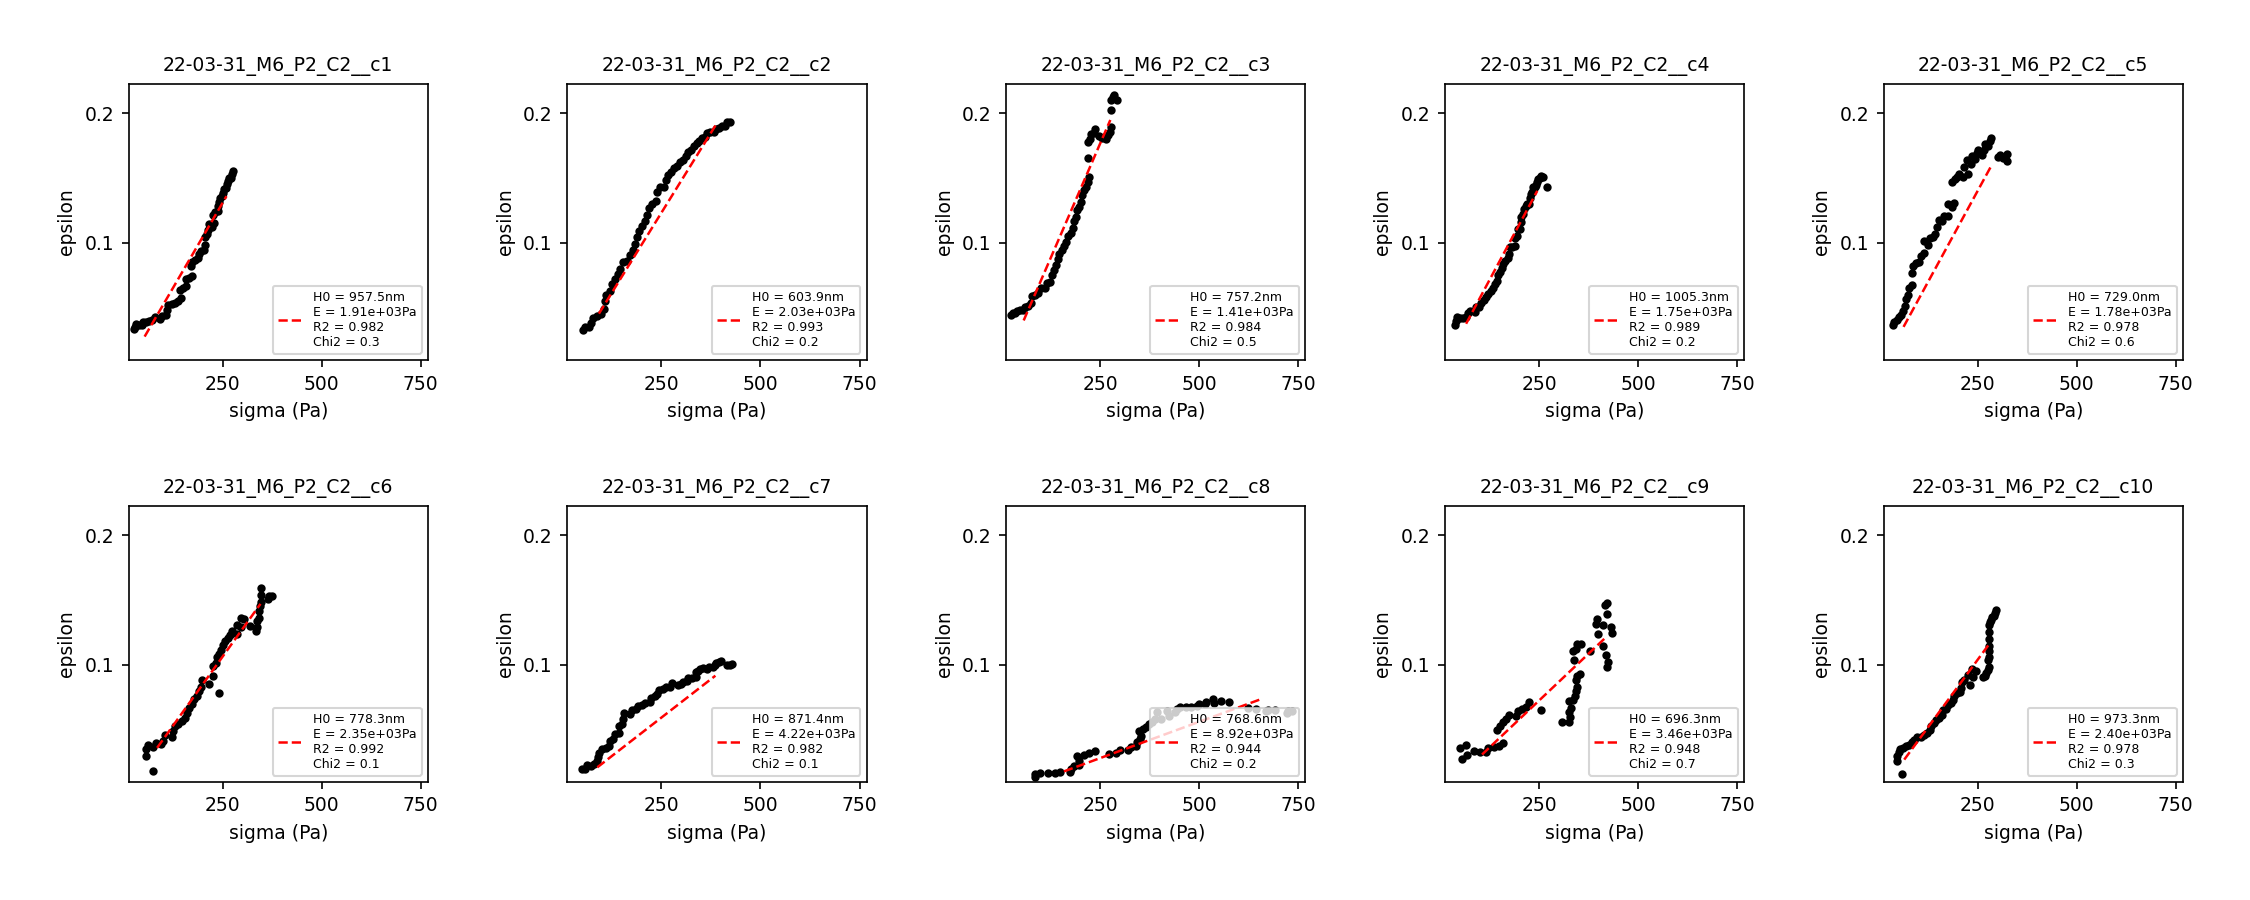 22-03-31_M6_P2_C2__c1
0.2
0.1
epsilon
H0 = 957.5nm
E = 1.91e+03Pa
R2 = 0.982
Chi2 = 0.3
250
500
750
sigma (Pa)
22-03-31_M6_P2_C2__c2
0.2
0.1
epsilon
H0 = 603.9nm
E = 2.03e+03Pa
R2 = 0.993
Chi2 = 0.2
250
500
750
sigma (Pa)
22-03-31_M6_P2_C2__c3
0.2
0.1
epsilon
H0 = 757.2nm
E = 1.41e+03Pa
R2 = 0.984
Chi2 = 0.5
250
500
750
sigma (Pa)
22-03-31_M6_P2_C2__c4
0.2
0.1
epsilon
H0 = 1005.3nm
E = 1.75e+03Pa
R2 = 0.989
Chi2 = 0.2
250
500
750
sigma (Pa)
22-03-31_M6_P2_C2__c5
0.2
0.1
epsilon
H0 = 729.0nm
E = 1.78e+03Pa
R2 = 0.978
Chi2 = 0.6
250
500
750
sigma (Pa)
22-03-31_M6_P2_C2__c6
0.2
0.1
epsilon
H0 = 778.3nm
E = 2.35e+03Pa
R2 = 0.992
Chi2 = 0.1
250
500
750
sigma (Pa)
22-03-31_M6_P2_C2__c7
0.2
0.1
epsilon
H0 = 871.4nm
E = 4.22e+03Pa
R2 = 0.982
Chi2 = 0.1
250
500
750
sigma (Pa)
22-03-31_M6_P2_C2__c8
0.2
0.1
epsilon
H0 = 768.6nm
E = 8.92e+03Pa
R2 = 0.944
Chi2 = 0.2
250
500
750
sigma (Pa)
22-03-31_M6_P2_C2__c9
0.2
0.1
epsilon
H0 = 696.3nm
E = 3.46e+03Pa
R2 = 0.948
Chi2 = 0.7
250
500
750
sigma (Pa)
22-03-31_M6_P2_C2__c10
0.2
0.1
epsilon
H0 = 973.3nm
E = 2.40e+03Pa
R2 = 0.978
Chi2 = 0.3
250
500
750
sigma (Pa)